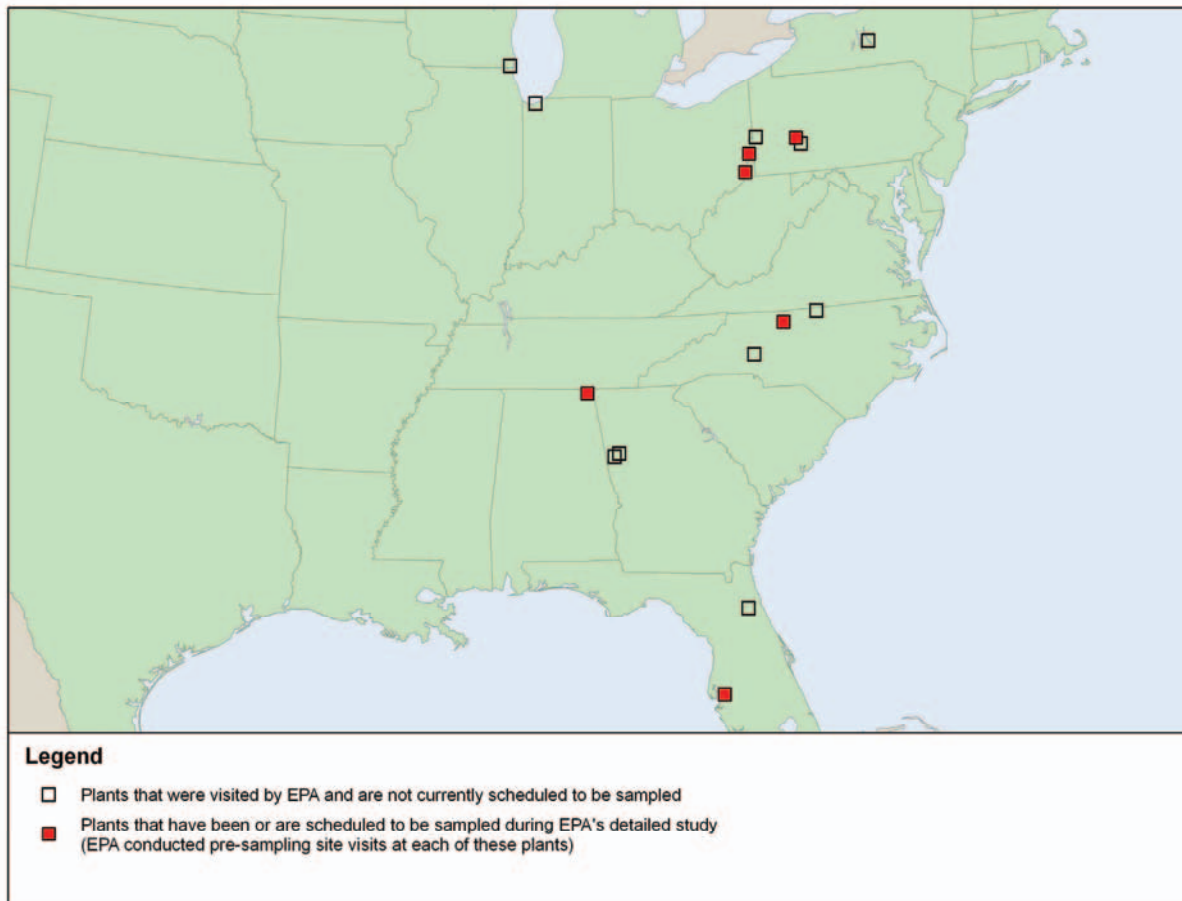 Legend
Plants that were visited by EPA and are not currently scheduled to be sampled
Plants that have been or are scheduled to be sampled during EPA's detailed study
(EPA conducted pre-sampling site visits at each of these plants)